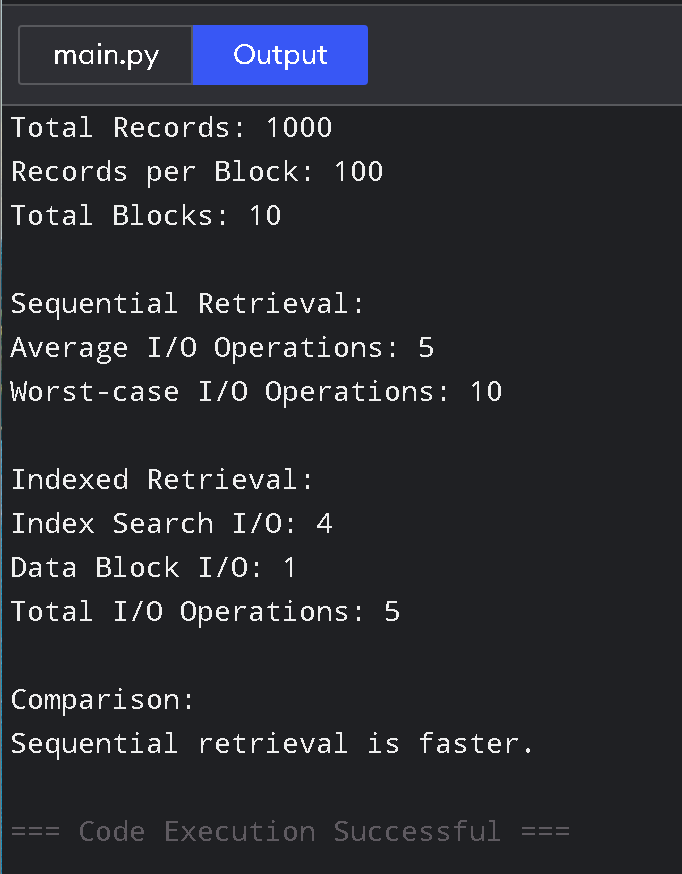 main.py Output
Total Records: 1000
Records per Block: 100
Total Blocks: 10
Sequential Retrieval:
Average I/O Operations: 5
Worst-case I/O Operations: 10
Indexed Retrieval:
Index Search I/O: 4
Data Block I/O: 1
Total I/O Operations: 5
Comparison:
Sequential retrieval is faster.
=== Code Execution Successful ===